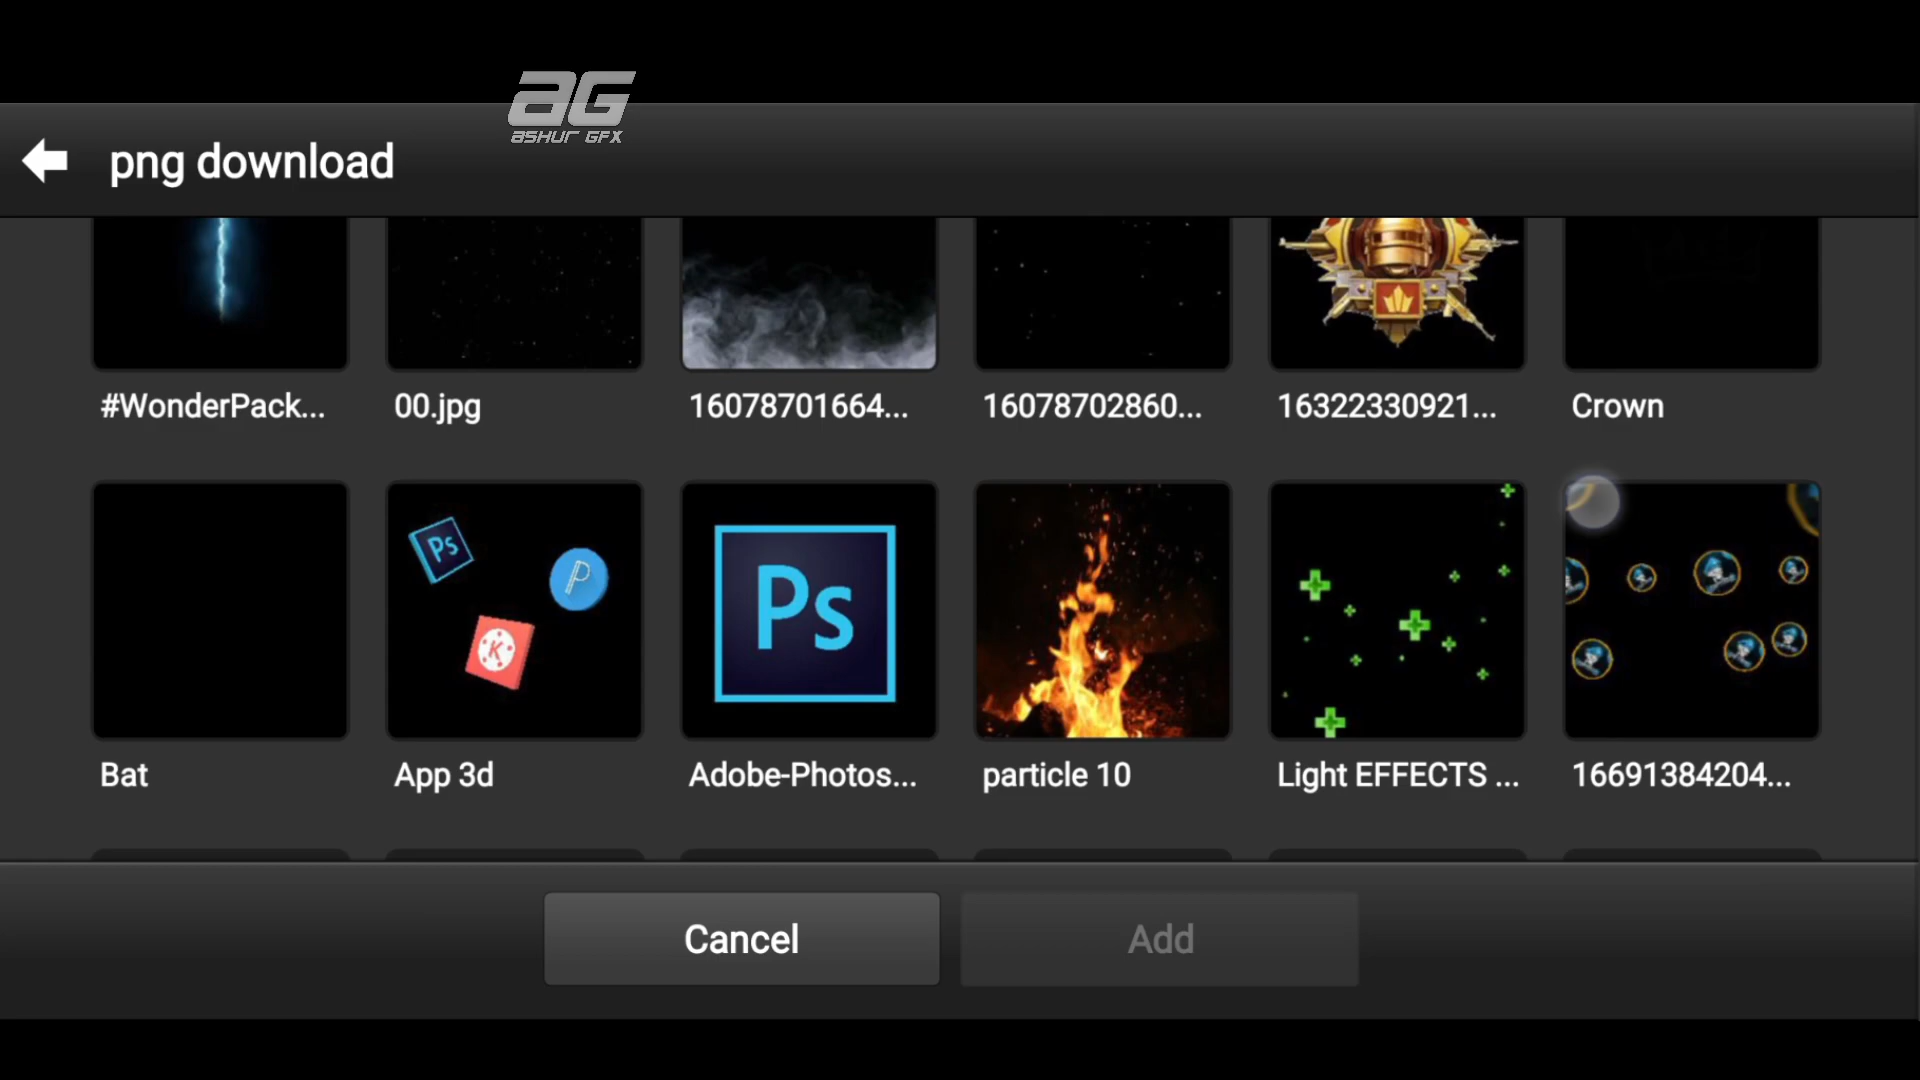 AG
ASHUR GFX
png download
#WonderPack...
00.jpg
16078701664...
16078702860...
16322330921...
Crown
Ps
P
K
Ps
Bat
App 3d
Adobe-Photos...
particle 10
Light EFFECTS ...
16691384204...
Cancel
Add